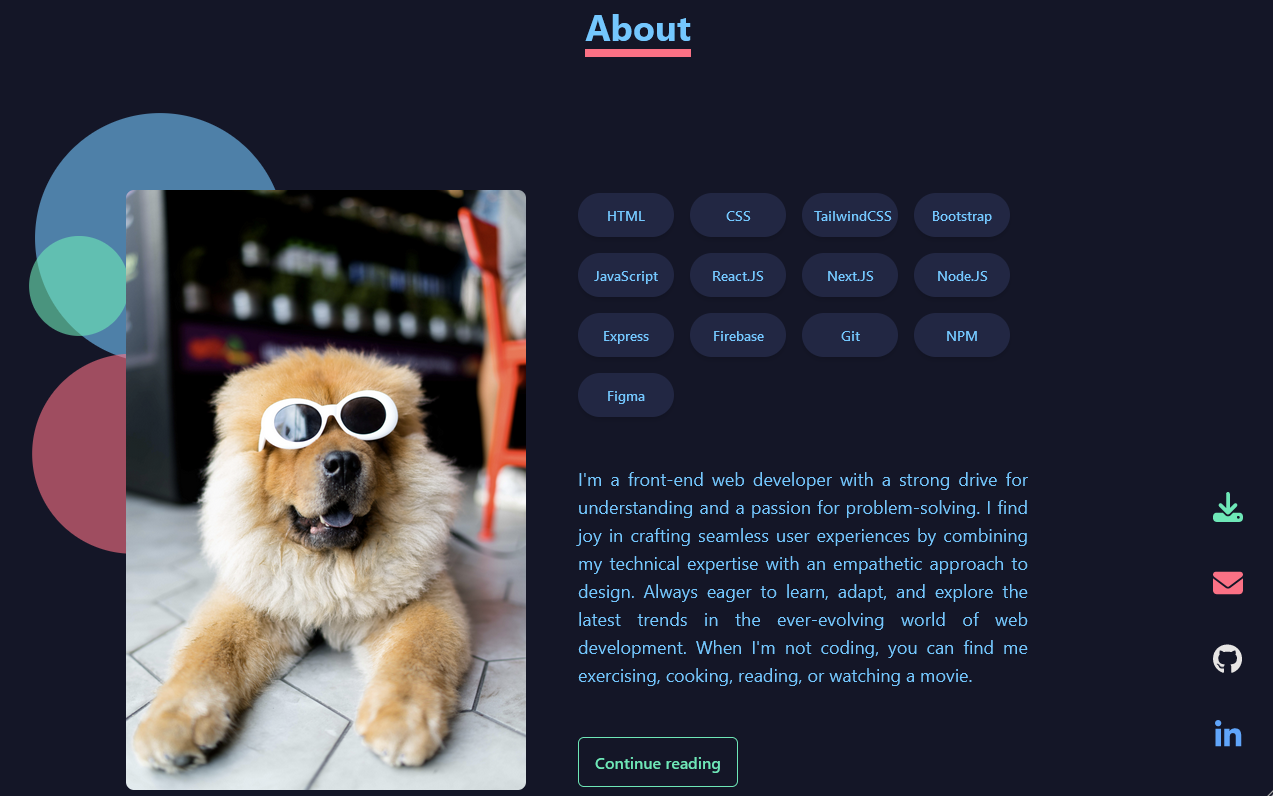 About
HTML CSS TailwindCSS Bootstrap
JavaScript React.JS Next.JS Node.JS
Express Firebase Git NPM
Figma
I'm a front-end web developer with a strong drive for
understanding and a passion for problem-solving. I find
joy in crafting seamless user experiences by combining
my technical expertise with an empathetic approach to
design. Always eager to learn, adapt, and explore the
latest trends in the ever-evolving world of web
development. When I'm not coding, you can find me
exercising, cooking, reading, or watching a movie.
Continue reading
in